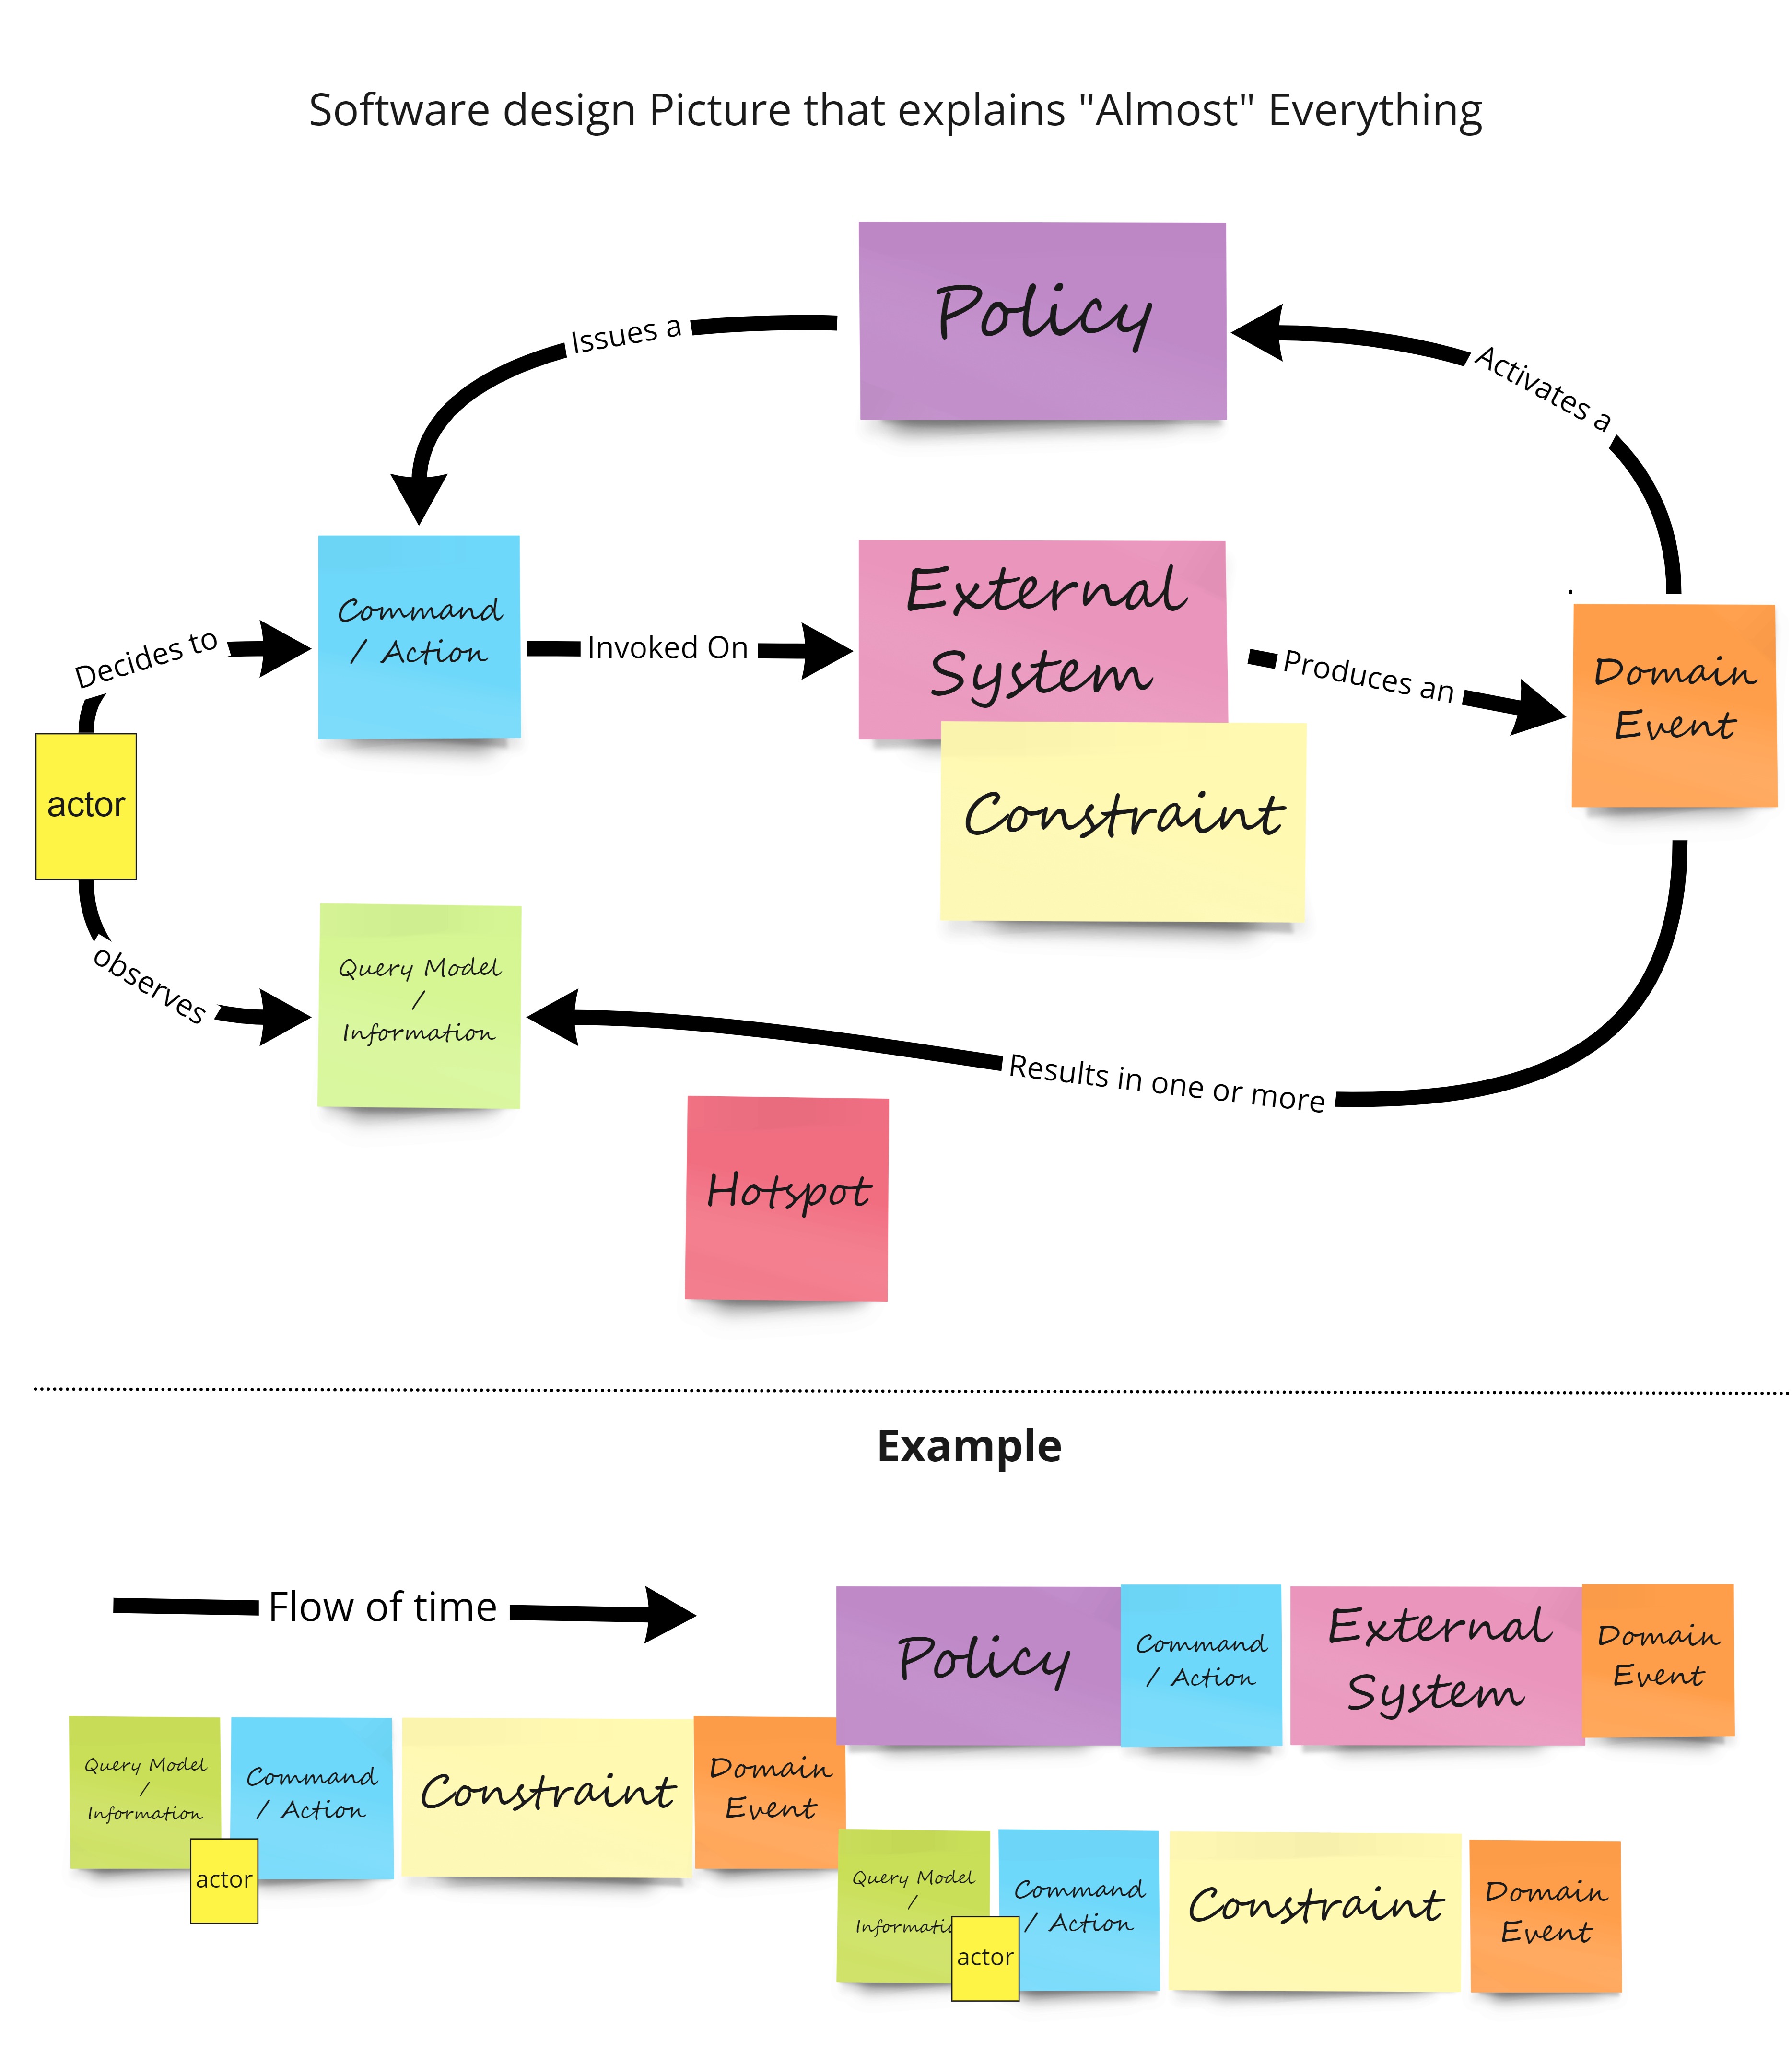 Software design Picture that explains "Almost" Everything
Policy
Issues a
Activates a
Command
/ Action
External
System
Invoked On
Produces an
Domain
Event
Decides to
actor
Constraint
observes
Query Model
/
Information
Results in one or more
Hotspot
Example
Flow of time
Policy
Command
/ Action
External
System
Domain
Event
Query Model
/
Information
actor
Command
/ Action
Constraint
Domain
Event
Query Model
/
Informatio
actor
Command
/ Action
Constraint
Domain
Event